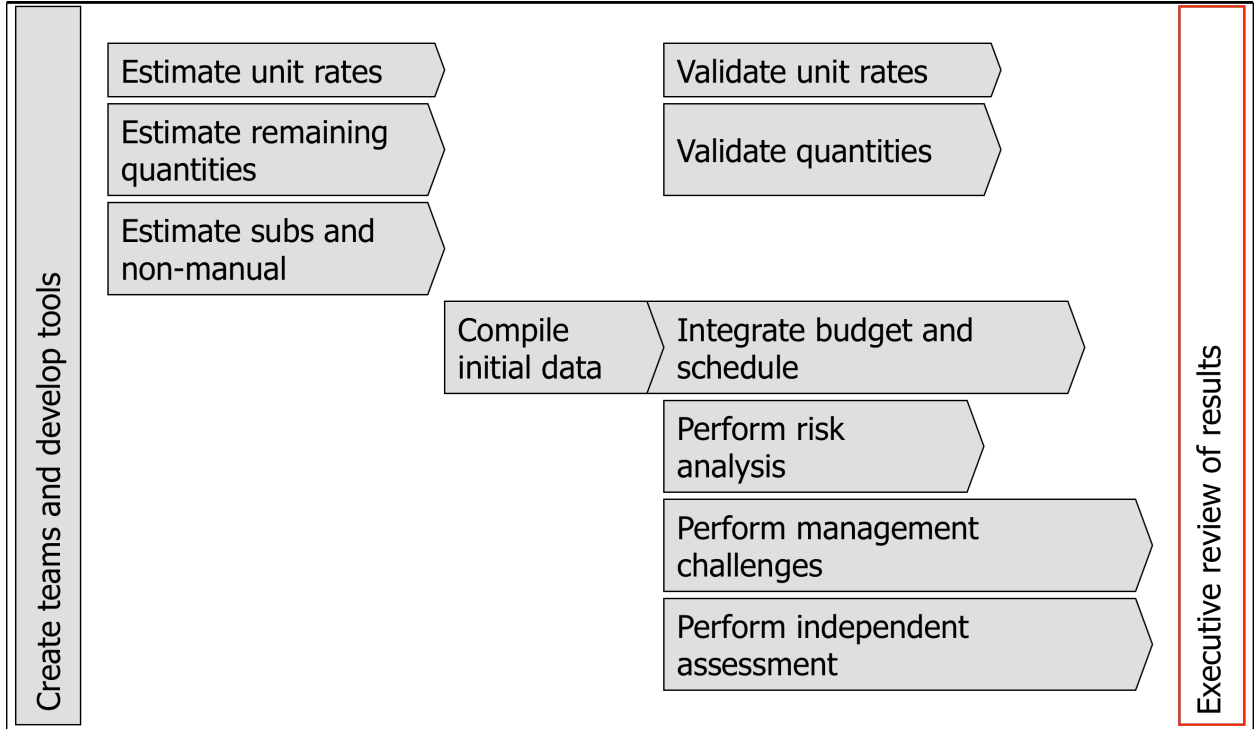 Create teams and develop tools
Estimate unit rates
Estimate remaining
quantities
Estimate subs and
non-manual
Compile
initial data
Validate unit rates
Validate quantities
Integrate budget and
schedule
Perform risk
analysis
Perform management
challenges
Perform independent
assessment
Executive review of results